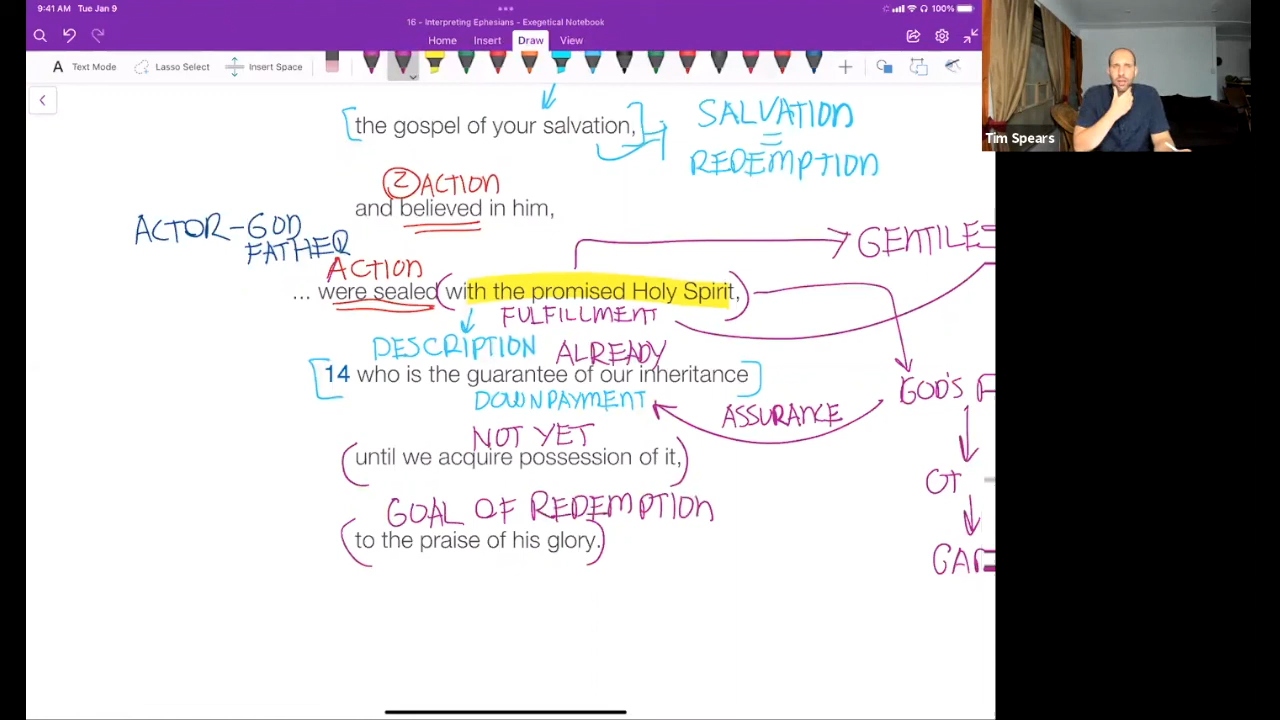 9:41 AM Tue Jan 9
100%
16 - Interpreting Ephesians - Exegetical Notebook
Home Insert Draw View
A Text Mode Lasso Select Insert Space
Tim Spears
the gospel of your salvation,
SALVATION
=
REDEMPTION
2 ACTION
and believed in him,
ACTOR-GOD
FATHER
GENTILES
ACTION
... were sealed (with the promised Holy Spirit,)
FULFILLMENT
DESCRIPTION ALREADY
[14 who is the guarantee of our inheritance]
DOWNPAYMENT
ASSURANCE
GOD'S
NOT YET
(until we acquire possession of it,)
OT
GOAL OF REDEMPTION
(to the praise of his glory.)